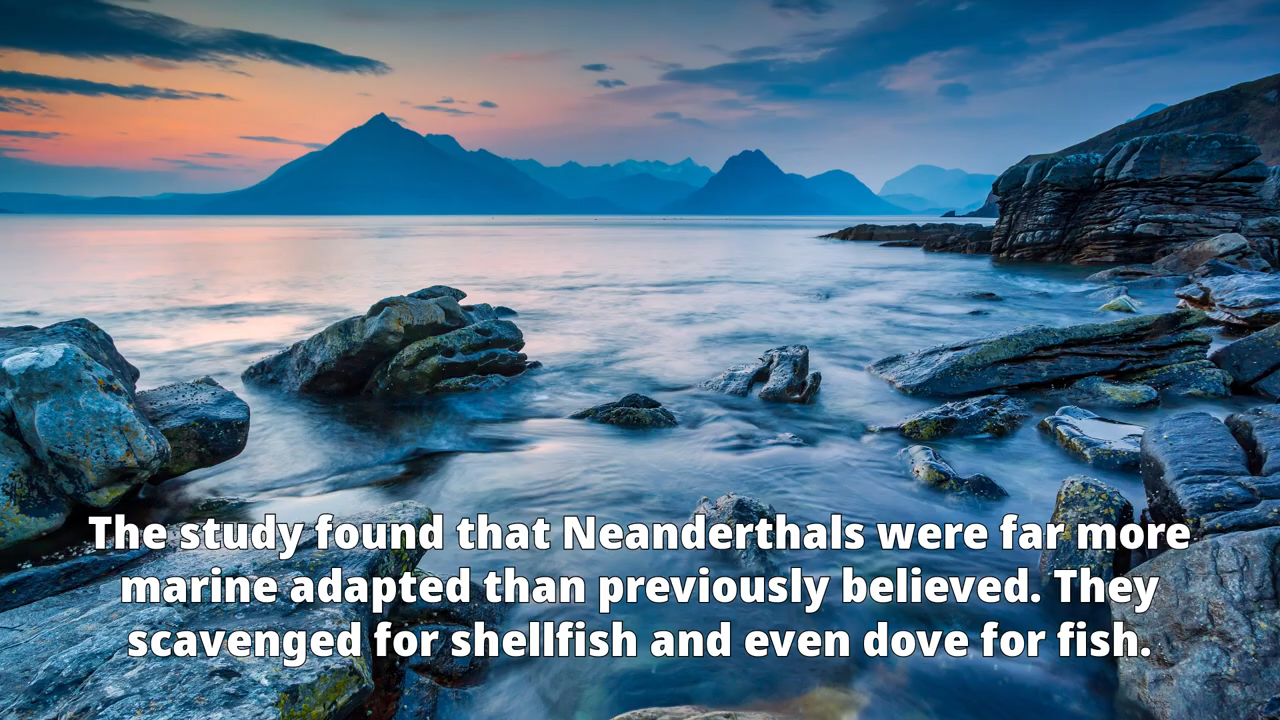 The study found that Neanderthals were far more
marine adapted than previously believed. They
scavenged for shellfish and even dove for fish.